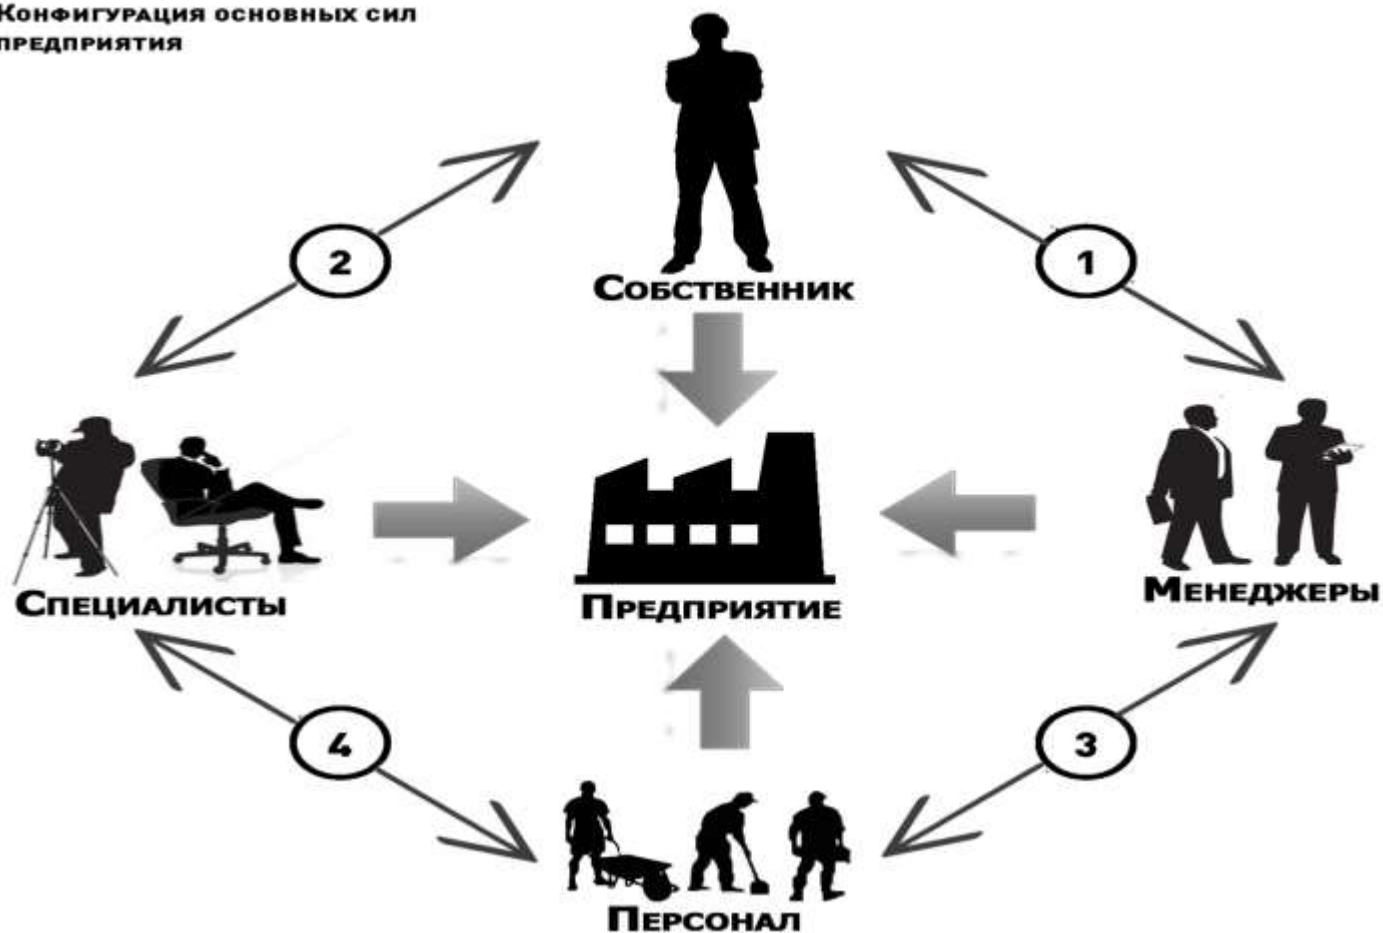 Конфигурация основных сил
предприятия
2
1
Собственник
Специалисты
Предприятие
Менеджеры
4
3
Персонал